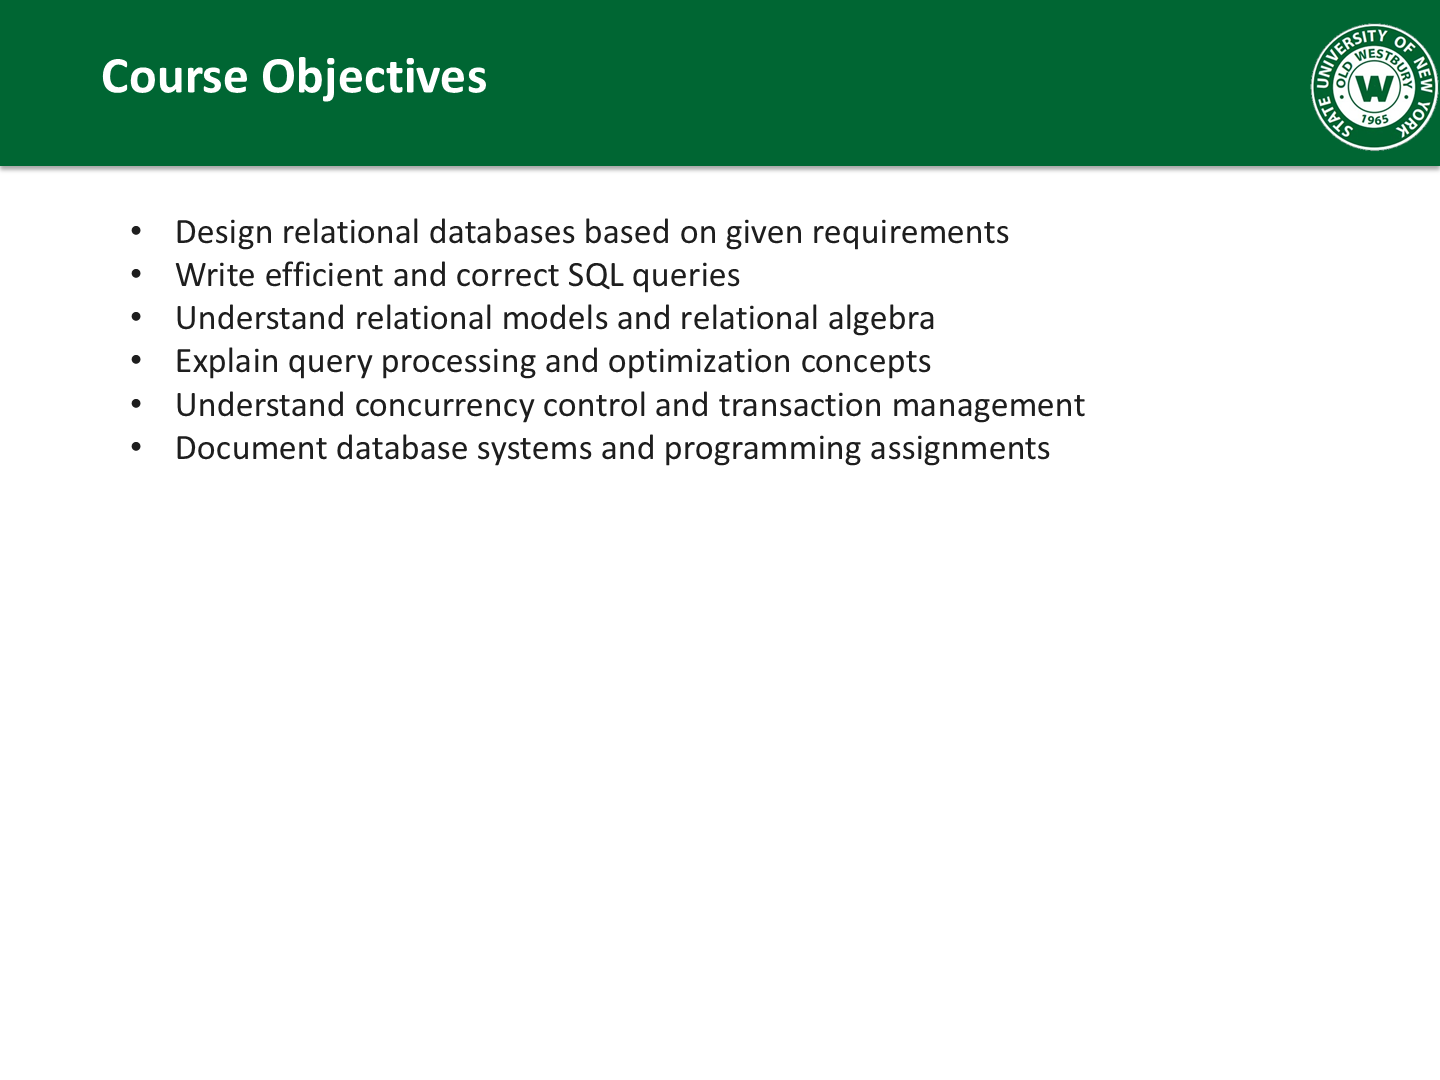 Course Objectives
STATE UNIVERSITY OF NEW YORK
OLD WESTBURY
W
1965
• Design relational databases based on given requirements
• Write efficient and correct SQL queries
• Understand relational models and relational algebra
• Explain query processing and optimization concepts
• Understand concurrency control and transaction management
• Document database systems and programming assignments